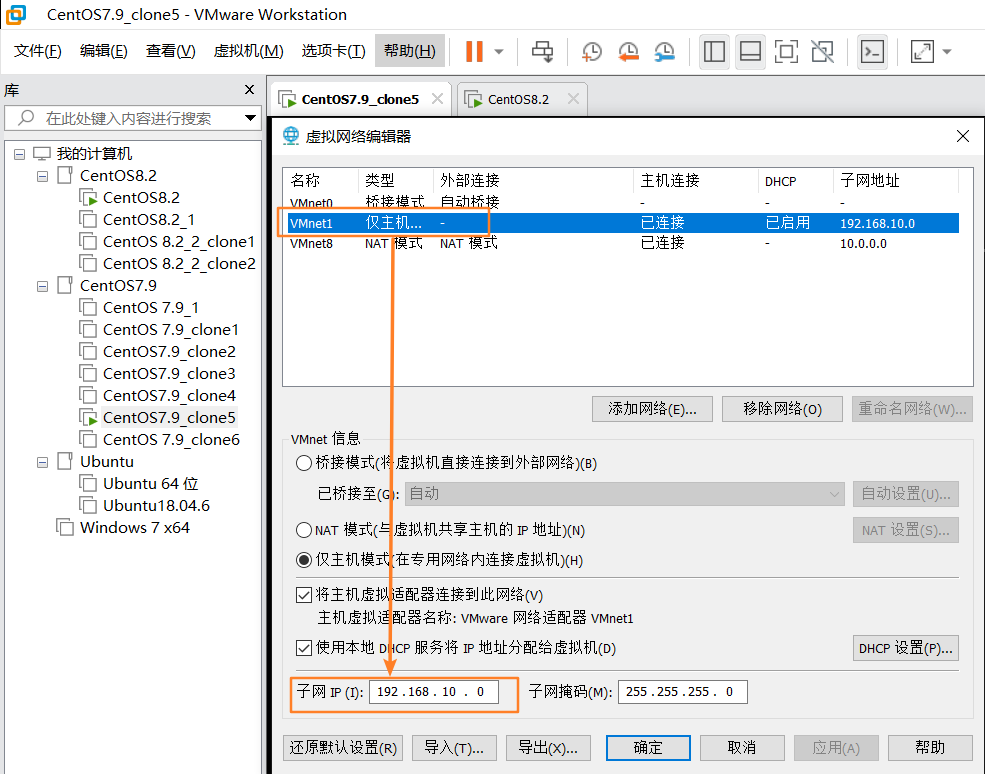 CentOS7.9_clone5 - VMware Workstation
文件(F) 编辑(E) 查看(V) 虚拟机(M) 选项卡(T) 帮助(H)
库
在此处键入内容进行搜索
我的计算机
CentOS8.2
CentOS8.2
CentOS8.2_1
CentOS 8.2_2_clone1
CentOS 8.2_2_clone2
CentOS7.9
CentOS 7.9_1
CentOS 7.9_clone1
CentOS7.9_clone2
CentOS7.9_clone3
CentOS7.9_clone4
CentOS7.9_clone5
CentOS 7.9_clone6
Ubuntu
Ubuntu 64 位
Ubuntu18.04.6
Windows 7 x64
CentOS7.9_clone5 CentOS8.2
虚拟网络编辑器
名称 类型 外部连接 主机连接 DHCP 子网地址
VMnet0 桥接模式 自动桥接 - - -
VMnet1 仅主机... - 已连接 已启用 192.168.10.0
VMnet8 NAT 模式 NAT 模式 已连接 - 10.0.0.0
添加网络(E)... 移除网络(O) 重命名网络(W)...
VMnet 信息
桥接模式(将虚拟机直接连接到外部网络)(B)
已桥接至(G): 自动 自动设置(U)...
NAT 模式(与虚拟机共享主机的 IP 地址)(N) NAT 设置(S)...
仅主机模式(在专用网络内连接虚拟机)(H)
将主机虚拟适配器连接到此网络(V)
主机虚拟适配器名称: VMware 网络适配器 VMnet1
使用本地 DHCP 服务将 IP 地址分配给虚拟机(D) DHCP 设置(P)...
子网 IP (I): 192 . 168 . 10 . 0 子网掩码(M): 255 . 255 . 255 . 0
还原默认设置(R) 导入(T)... 导出(X)... 确定 取消 应用(A) 帮助